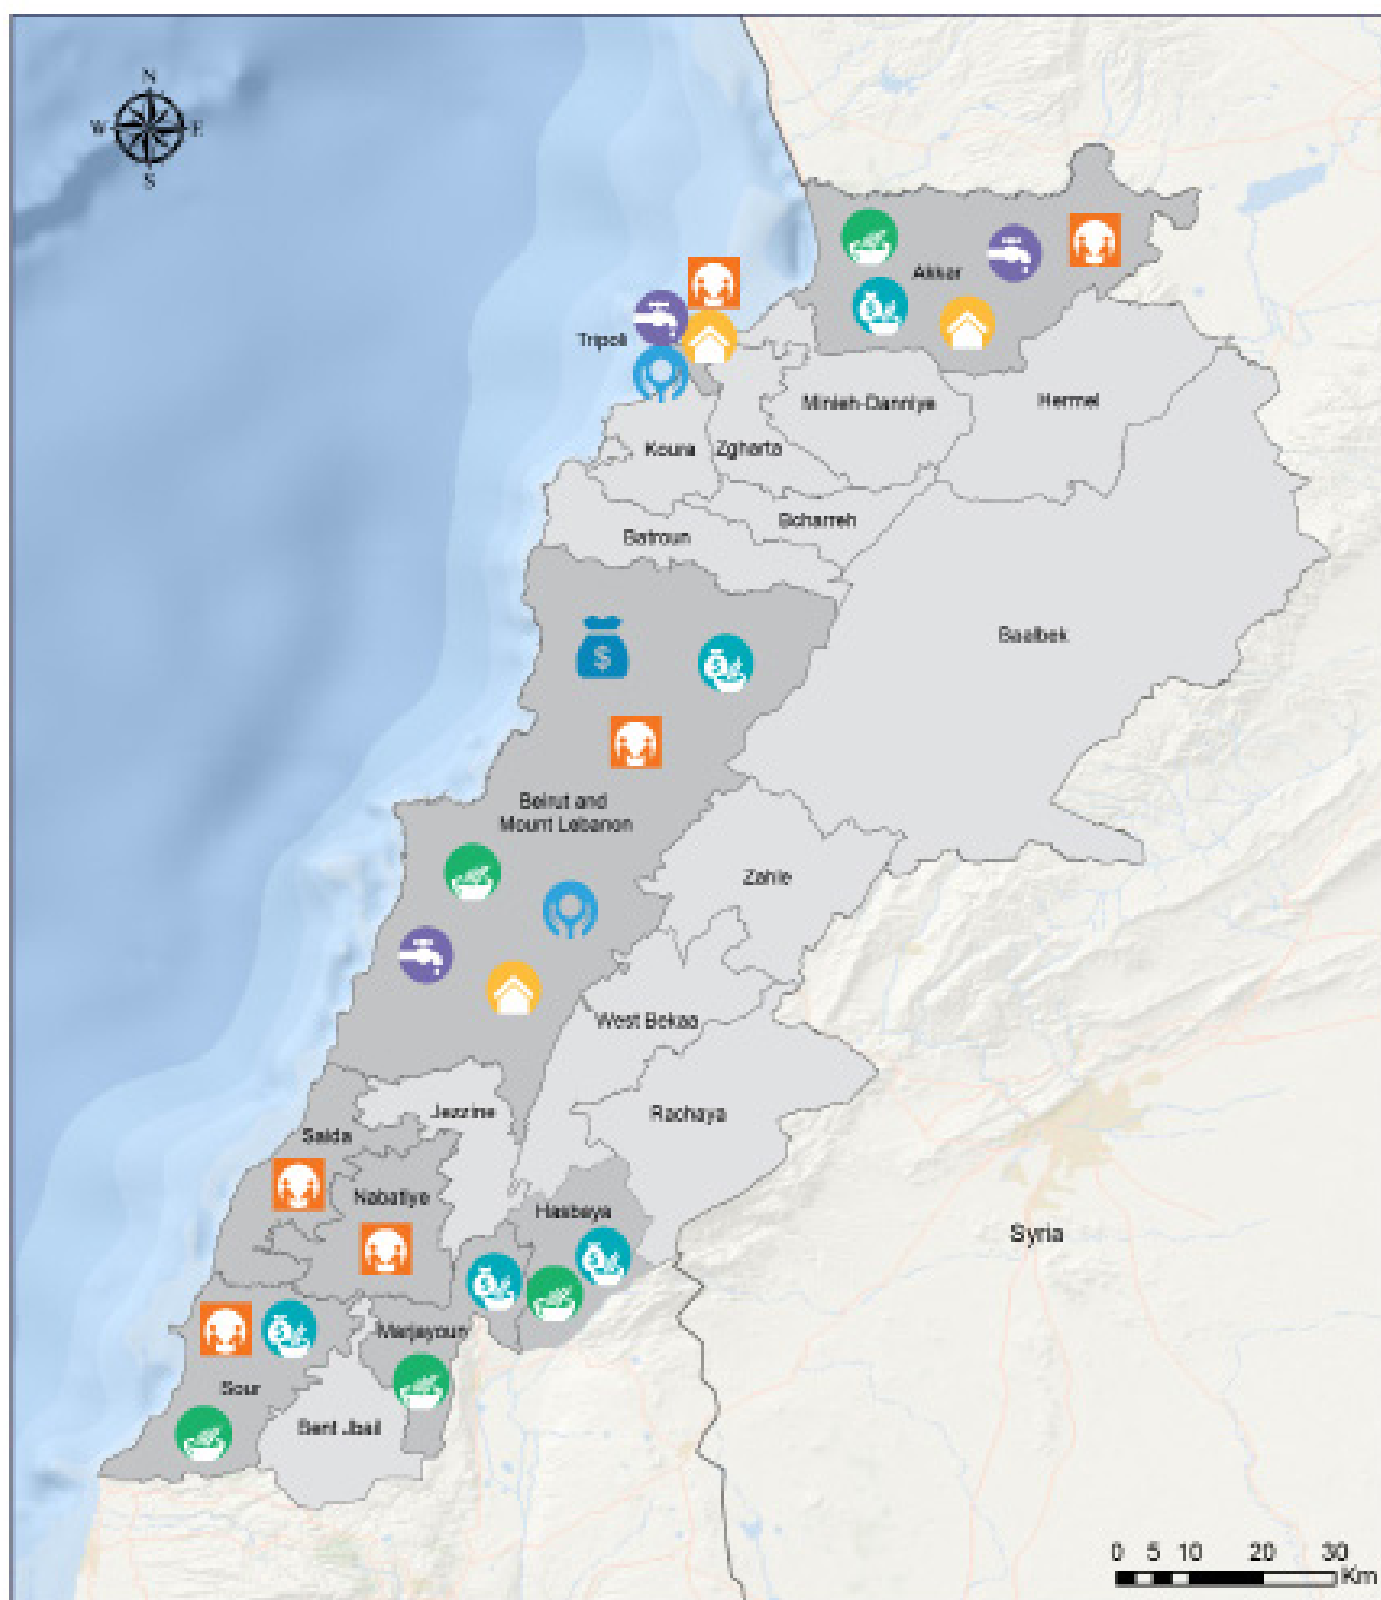 N
W E
S
Akkar
Tripoli
Minieh-Danniye
Hermel
Koura
Zgharta
Bcharreh
Batroun
Baalbek
Beirut and
Mount Lebanon
Zahle
West Bekaa
Jezzine
Rachaya
Saida
Nabatiye
Hasbaya
Syria
Marjayoun
Sour
Bent Jbail
0 5 10 20 30
Km